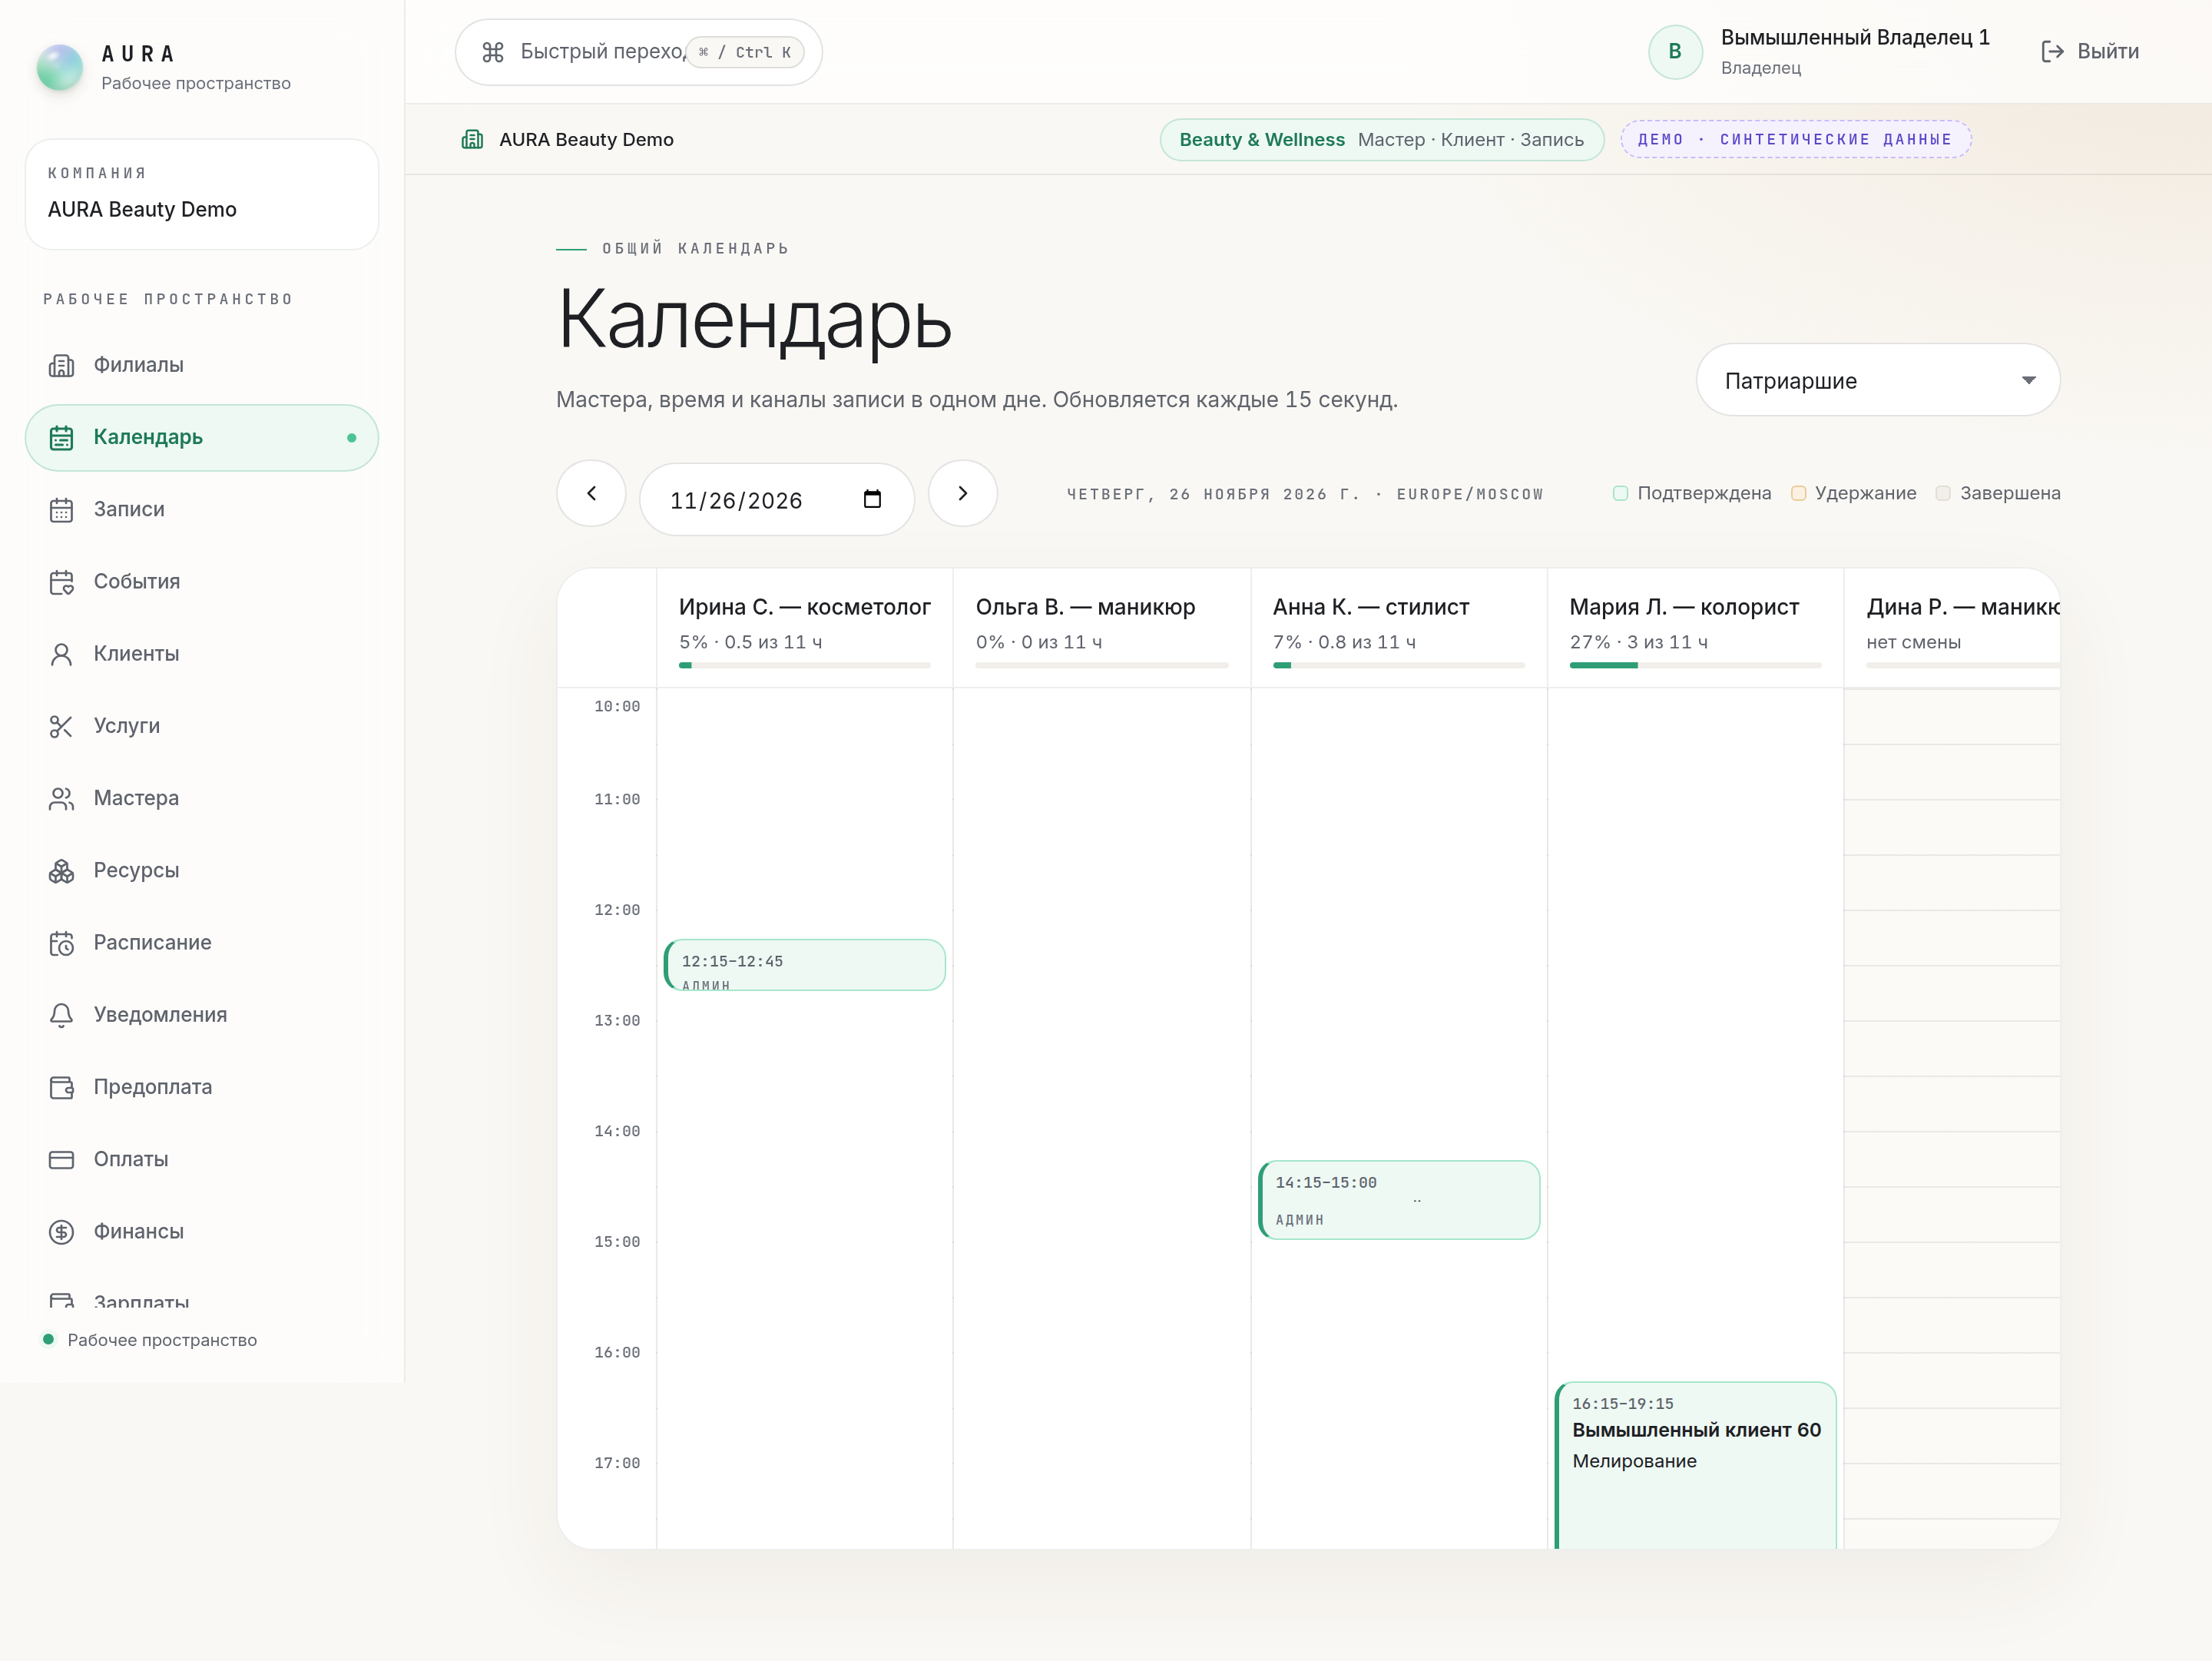 AURA
Рабочее пространство
КОМПАНИЯ
AURA Beauty Demo
РАБОЧЕЕ ПРОСТРАНСТВО
Филиалы
Календарь
Записи
События
Клиенты
Услуги
Мастера
Ресурсы
Расписание
Уведомления
Предоплата
Оплаты
Финансы
Зарплаты
Рабочее пространство
Быстрый переход
⌘ / Ctrl K
В
Вымышленный Владелец 1
Владелец
Выйти
AURA Beauty Demo
Beauty & Wellness Мастер · Клиент · Запись
ДЕМО · СИНТЕТИЧЕСКИЕ ДАННЫЕ
ОБЩИЙ КАЛЕНДАРЬ
Календарь
Мастера, время и каналы записи в одном дне. Обновляется каждые 15 секунд.
Патриаршие
11/26/2026
ЧЕТВЕРГ, 26 НОЯБРЯ 2026 Г. · EUROPE/MOSCOW
Подтверждена
Удержание
Завершена
Ирина С. — косметолог
5% · 0.5 из 11 ч
Ольга В. — маникюр
0% · 0 из 11 ч
Анна К. — стилист
7% · 0.8 из 11 ч
Мария Л. — колорист
27% · 3 из 11 ч
Дина Р. — маникю
нет смены
10:00
11:00
12:00
12:15–12:45
АДМИН
13:00
14:00
14:15–15:00
АДМИН
15:00
16:00
16:15–19:15
Вымышленный клиент 60
Мелирование
17:00